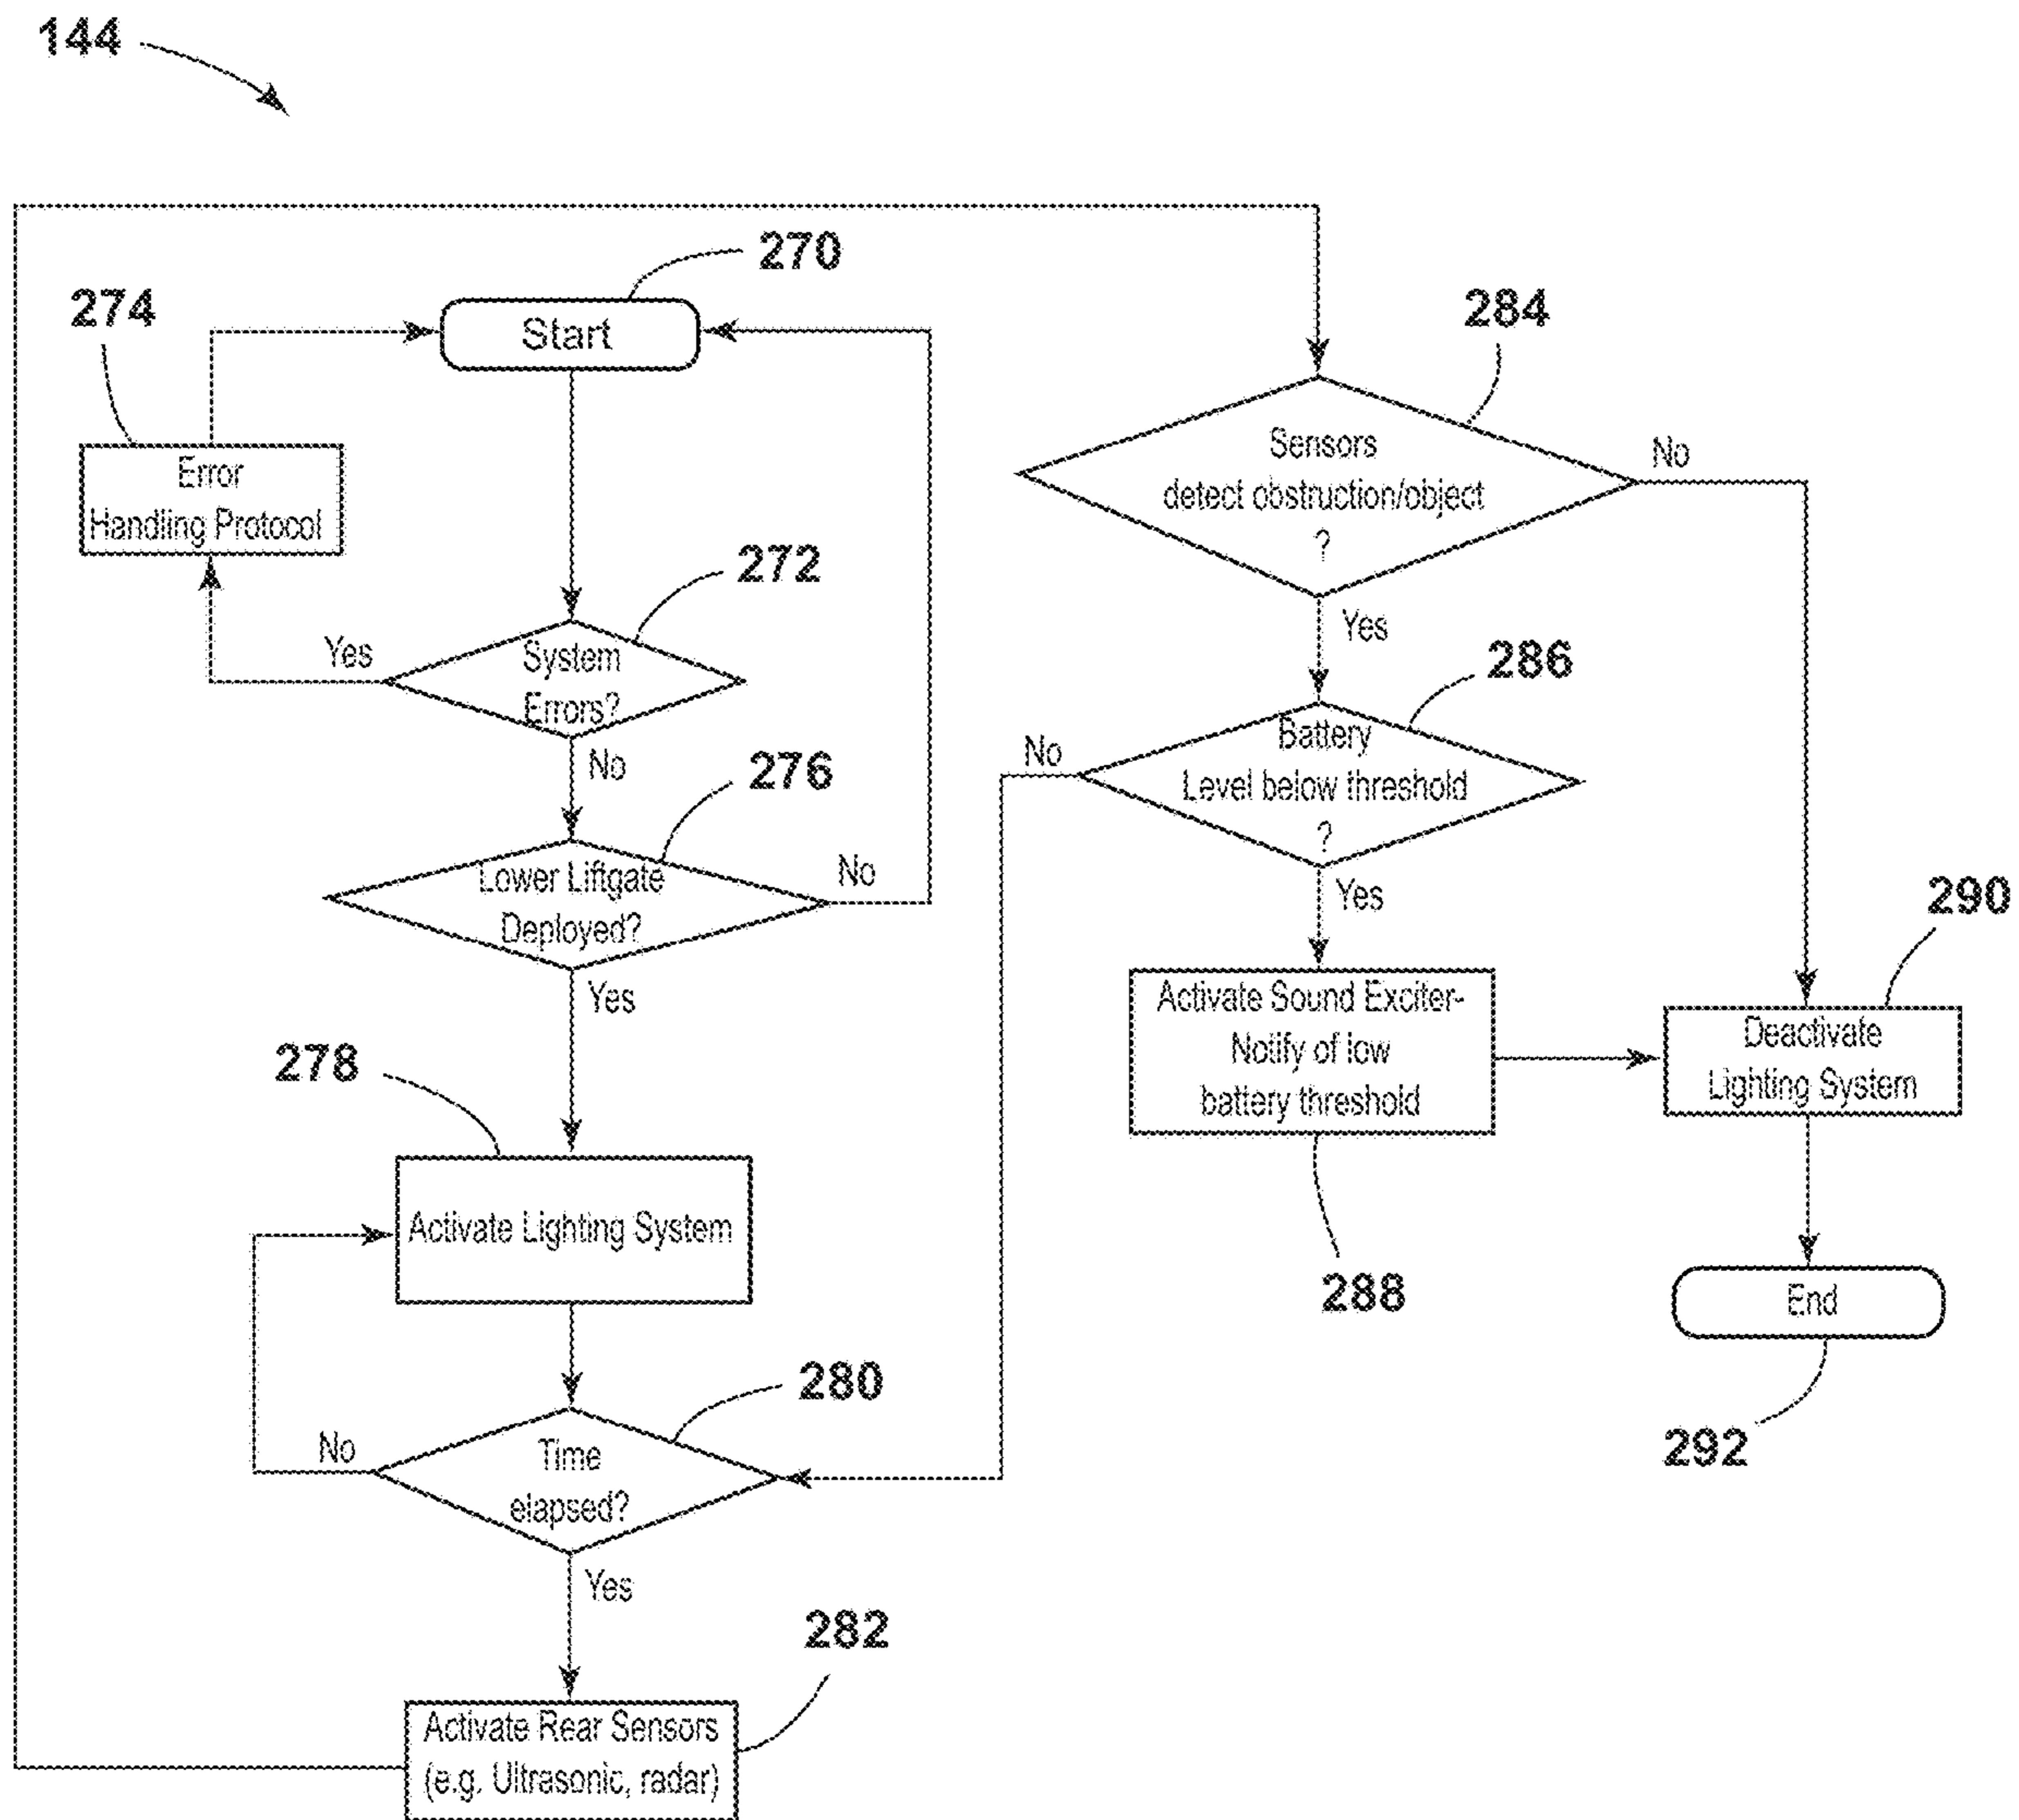 144
270
Start
274
Error
Handling Protocol
272
System
Errors?
Yes
No
276
Lower Liftgate
Deployed?
No
Yes
278
Activate Lighting System
280
Time
elapsed?
No
Yes
282
Activate Rear Sensors
(e.g. Ultrasonic, radar)
284
Sensors
detect obstruction/object
?
No
Yes
286
Battery
Level below threshold
?
No
Yes
Activate Sound Exciter-
Notify of low
battery threshold
288
290
Deactivate
Lighting System
End
292